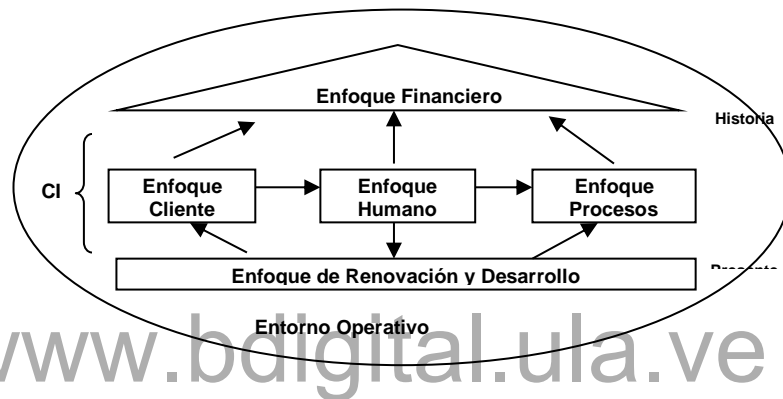 Enfoque Financiero
Historia
CI
Enfoque
Cliente
Enfoque
Humano
Enfoque
Procesos
Enfoque de Renovación y Desarrollo
Entorno Operativo
www.bdigital.ula.ve